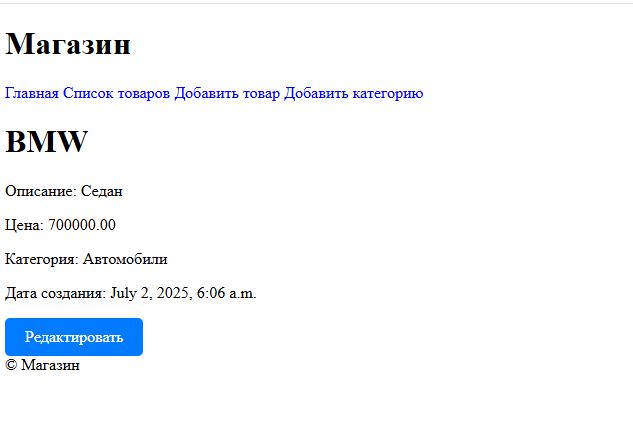 Магазин
Главная Список товаров Добавить товар Добавить категорию
BMW
Описание: Седан
Цена: 700000.00
Категория: Автомобили
Дата создания: July 2, 2025, 6:06 a.m.
Редактировать
© Магазин